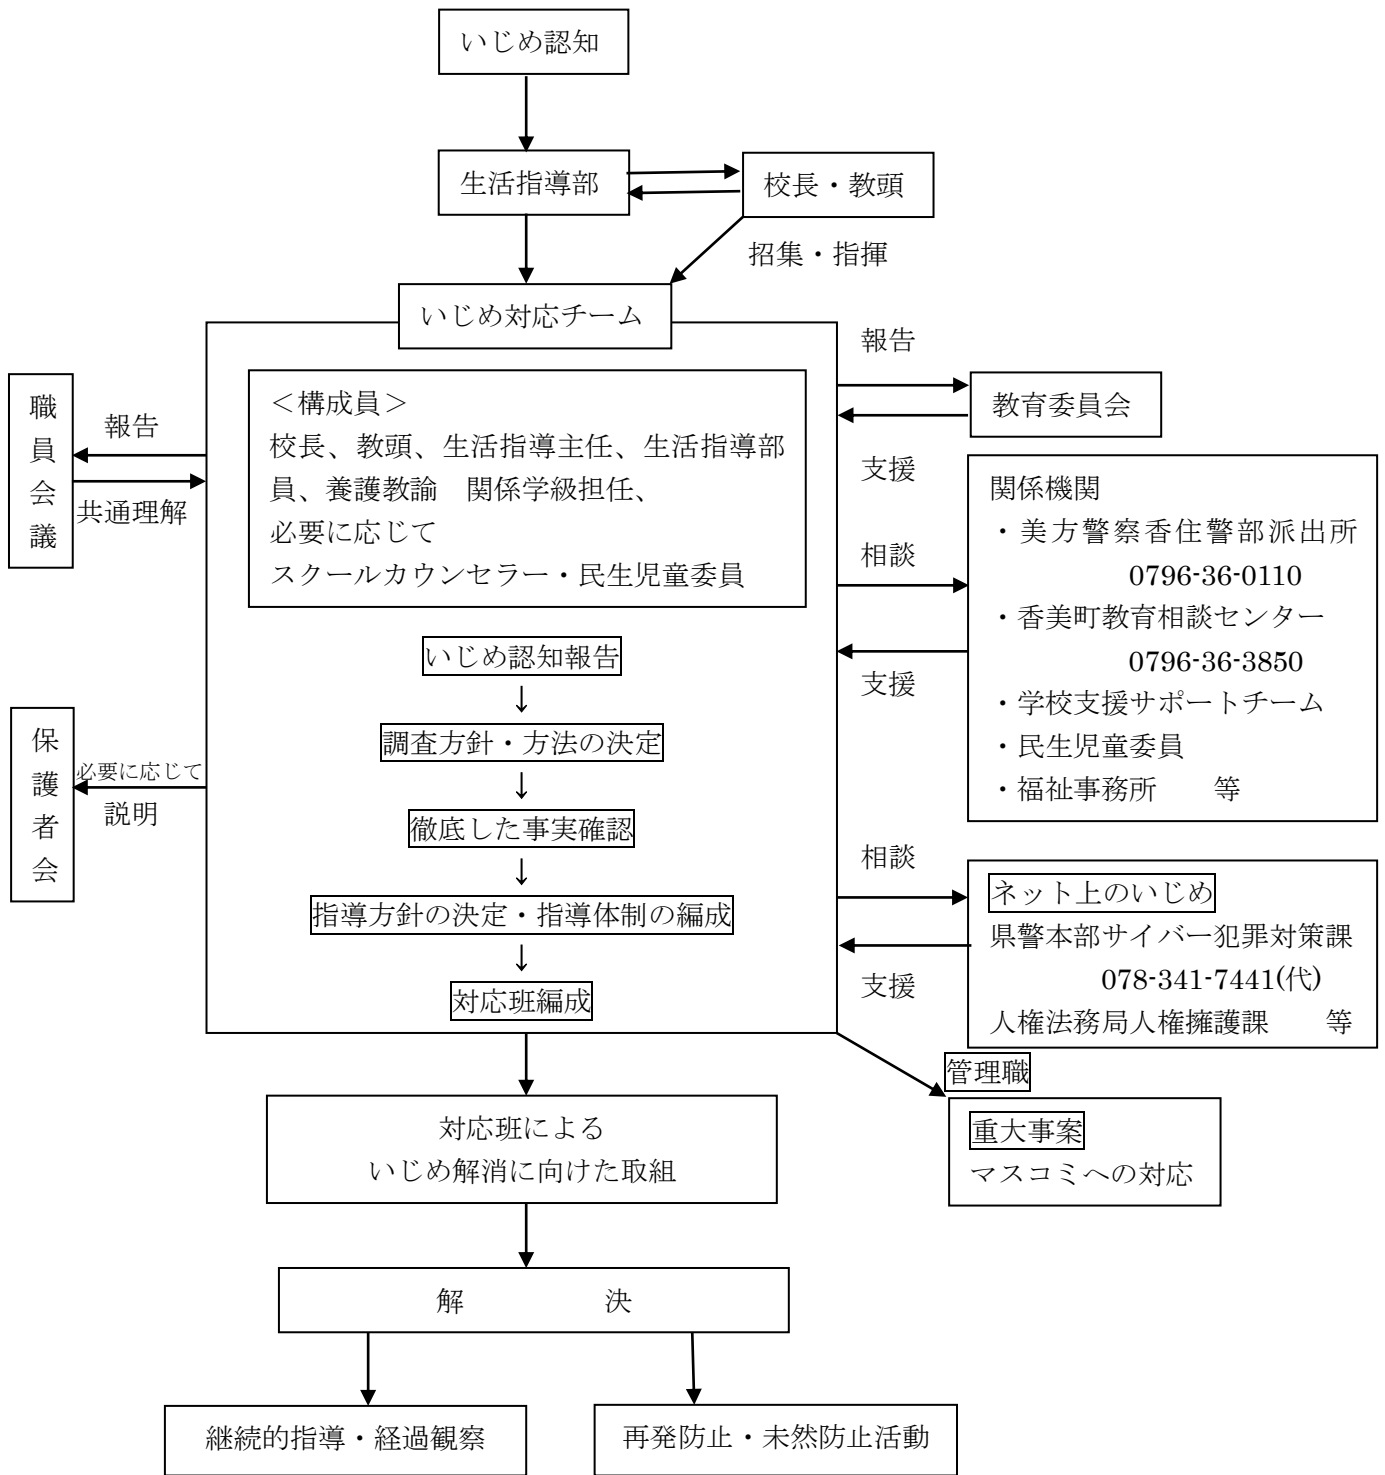 いじめ認知
生活指導部
校長・教頭
招集・指揮
いじめ対応チーム
職員会議
報告
共通理解
<構成員>
校長、教頭、生活指導主任、生活指導部
員、養護教諭　関係学級担任、
必要に応じて
スクールカウンセラー・民生児童委員
報告
教育委員会
支援
相談
支援
関係機関
・美方警察香住警部派出所
0796-36-0110
・香美町教育相談センター
0796-36-3850
・学校支援サポートチーム
・民生児童委員
・福祉事務所　　等
いじめ認知報告
↓
調査方針・方法の決定
↓
徹底した事実確認
↓
指導方針の決定・指導体制の編成
↓
対応班編成
保護者会
必要に応じて
説明
相談
支援
ネット上のいじめ
県警本部サイバー犯罪対策課
078-341-7441(代)
人権法務局人権擁護課　　等
管理職
重大事案
マスコミへの対応
対応班による
いじめ解消に向けた取組
解　　　　　決
継続的指導・経過観察
再発防止・未然防止活動